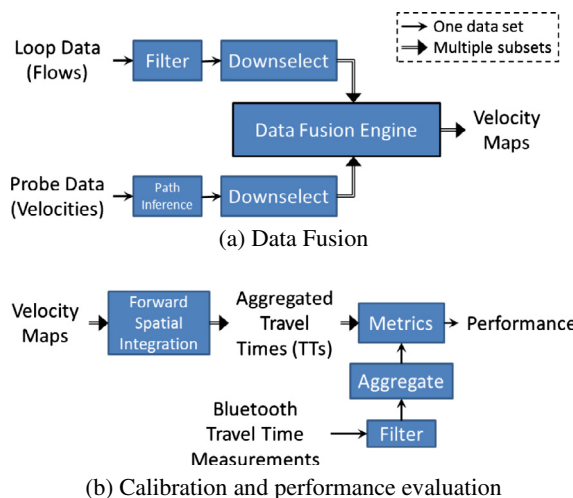 One data set
Multiple subsets
Loop Data
(Flows)
Filter
Downselect
Data Fusion Engine
Velocity
Maps
Probe Data
(Velocities)
Path
Inference
Downselect
(a) Data Fusion
Velocity
Maps
Forward
Spatial
Integration
Aggregated
Travel
Times (TTs)
Metrics
Performance
Aggregate
Bluetooth
Travel Time
Measurements
Filter
(b) Calibration and performance evaluation